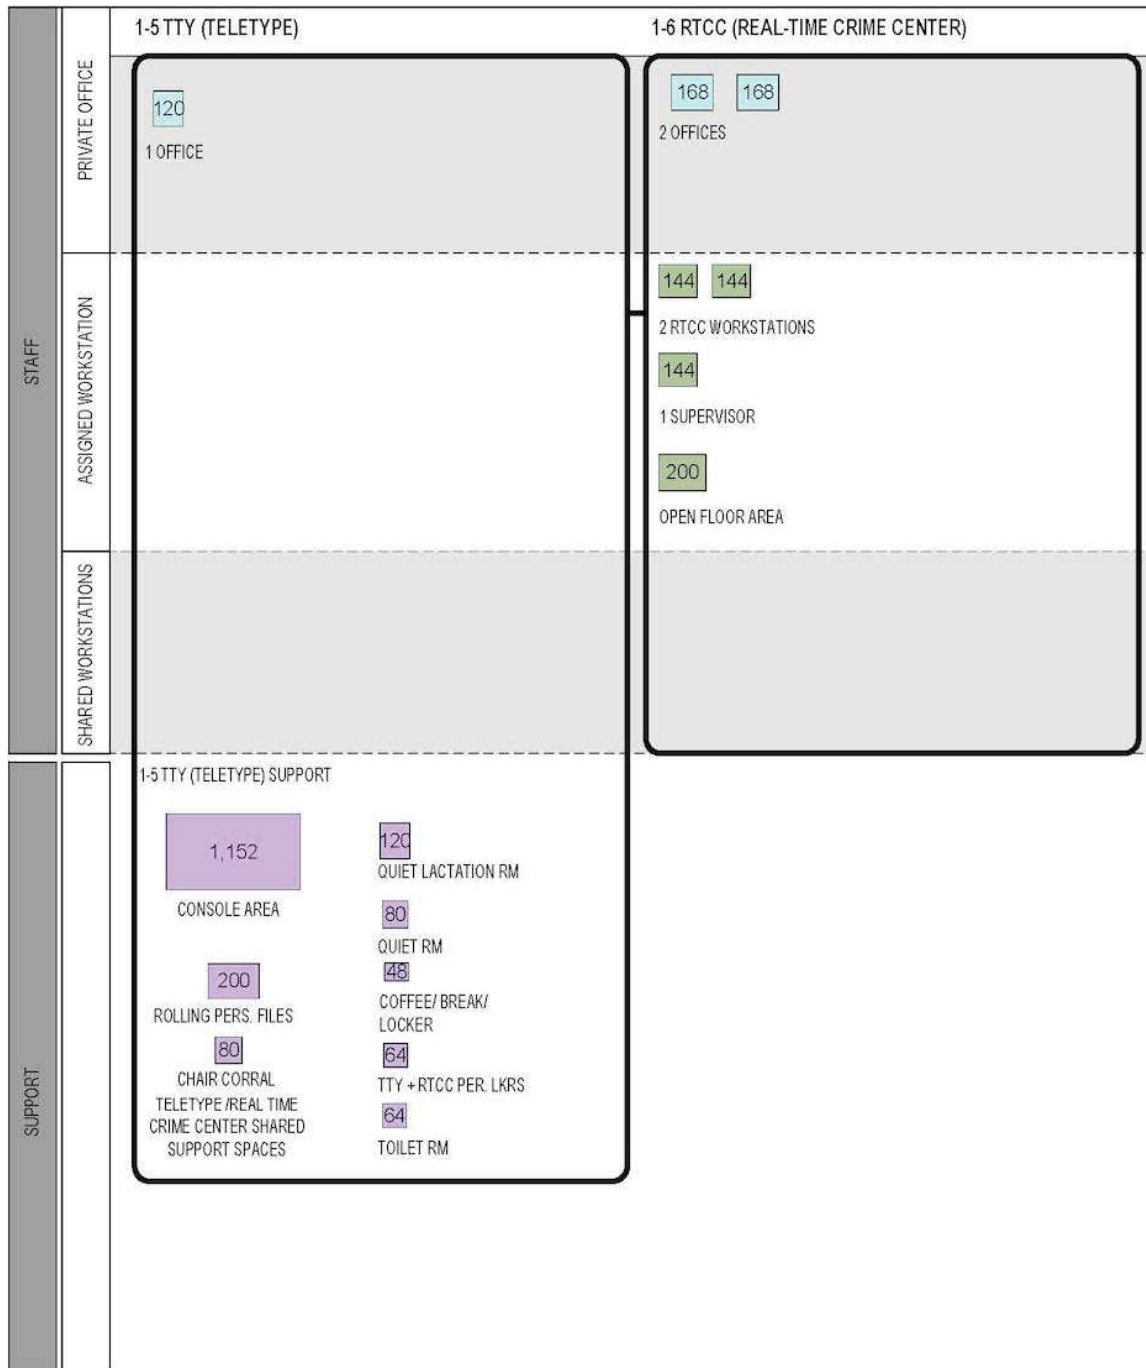 1-5 TTY (TELETYPE)
1-6 RTCC (REAL-TIME CRIME CENTER)
STAFF
PRIVATE OFFICE
120
1 OFFICE
168 168
2 OFFICES
ASSIGNED WORKSTATION
144 144
2 RTCC WORKSTATIONS
144
1 SUPERVISOR
200
OPEN FLOOR AREA
SHARED WORKSTATIONS
SUPPORT
1-5 TTY (TELETYPE) SUPPORT
1,152
CONSOLE AREA
200
ROLLING PERS. FILES
80
CHAIR CORRAL
TELETYPE /REAL TIME
CRIME CENTER SHARED
SUPPORT SPACES
120
QUIET LACTATION RM
80
QUIET RM
48
COFFEE/ BREAK/
LOCKER
64
TTY + RTCC PER. LKRS
64
TOILET RM